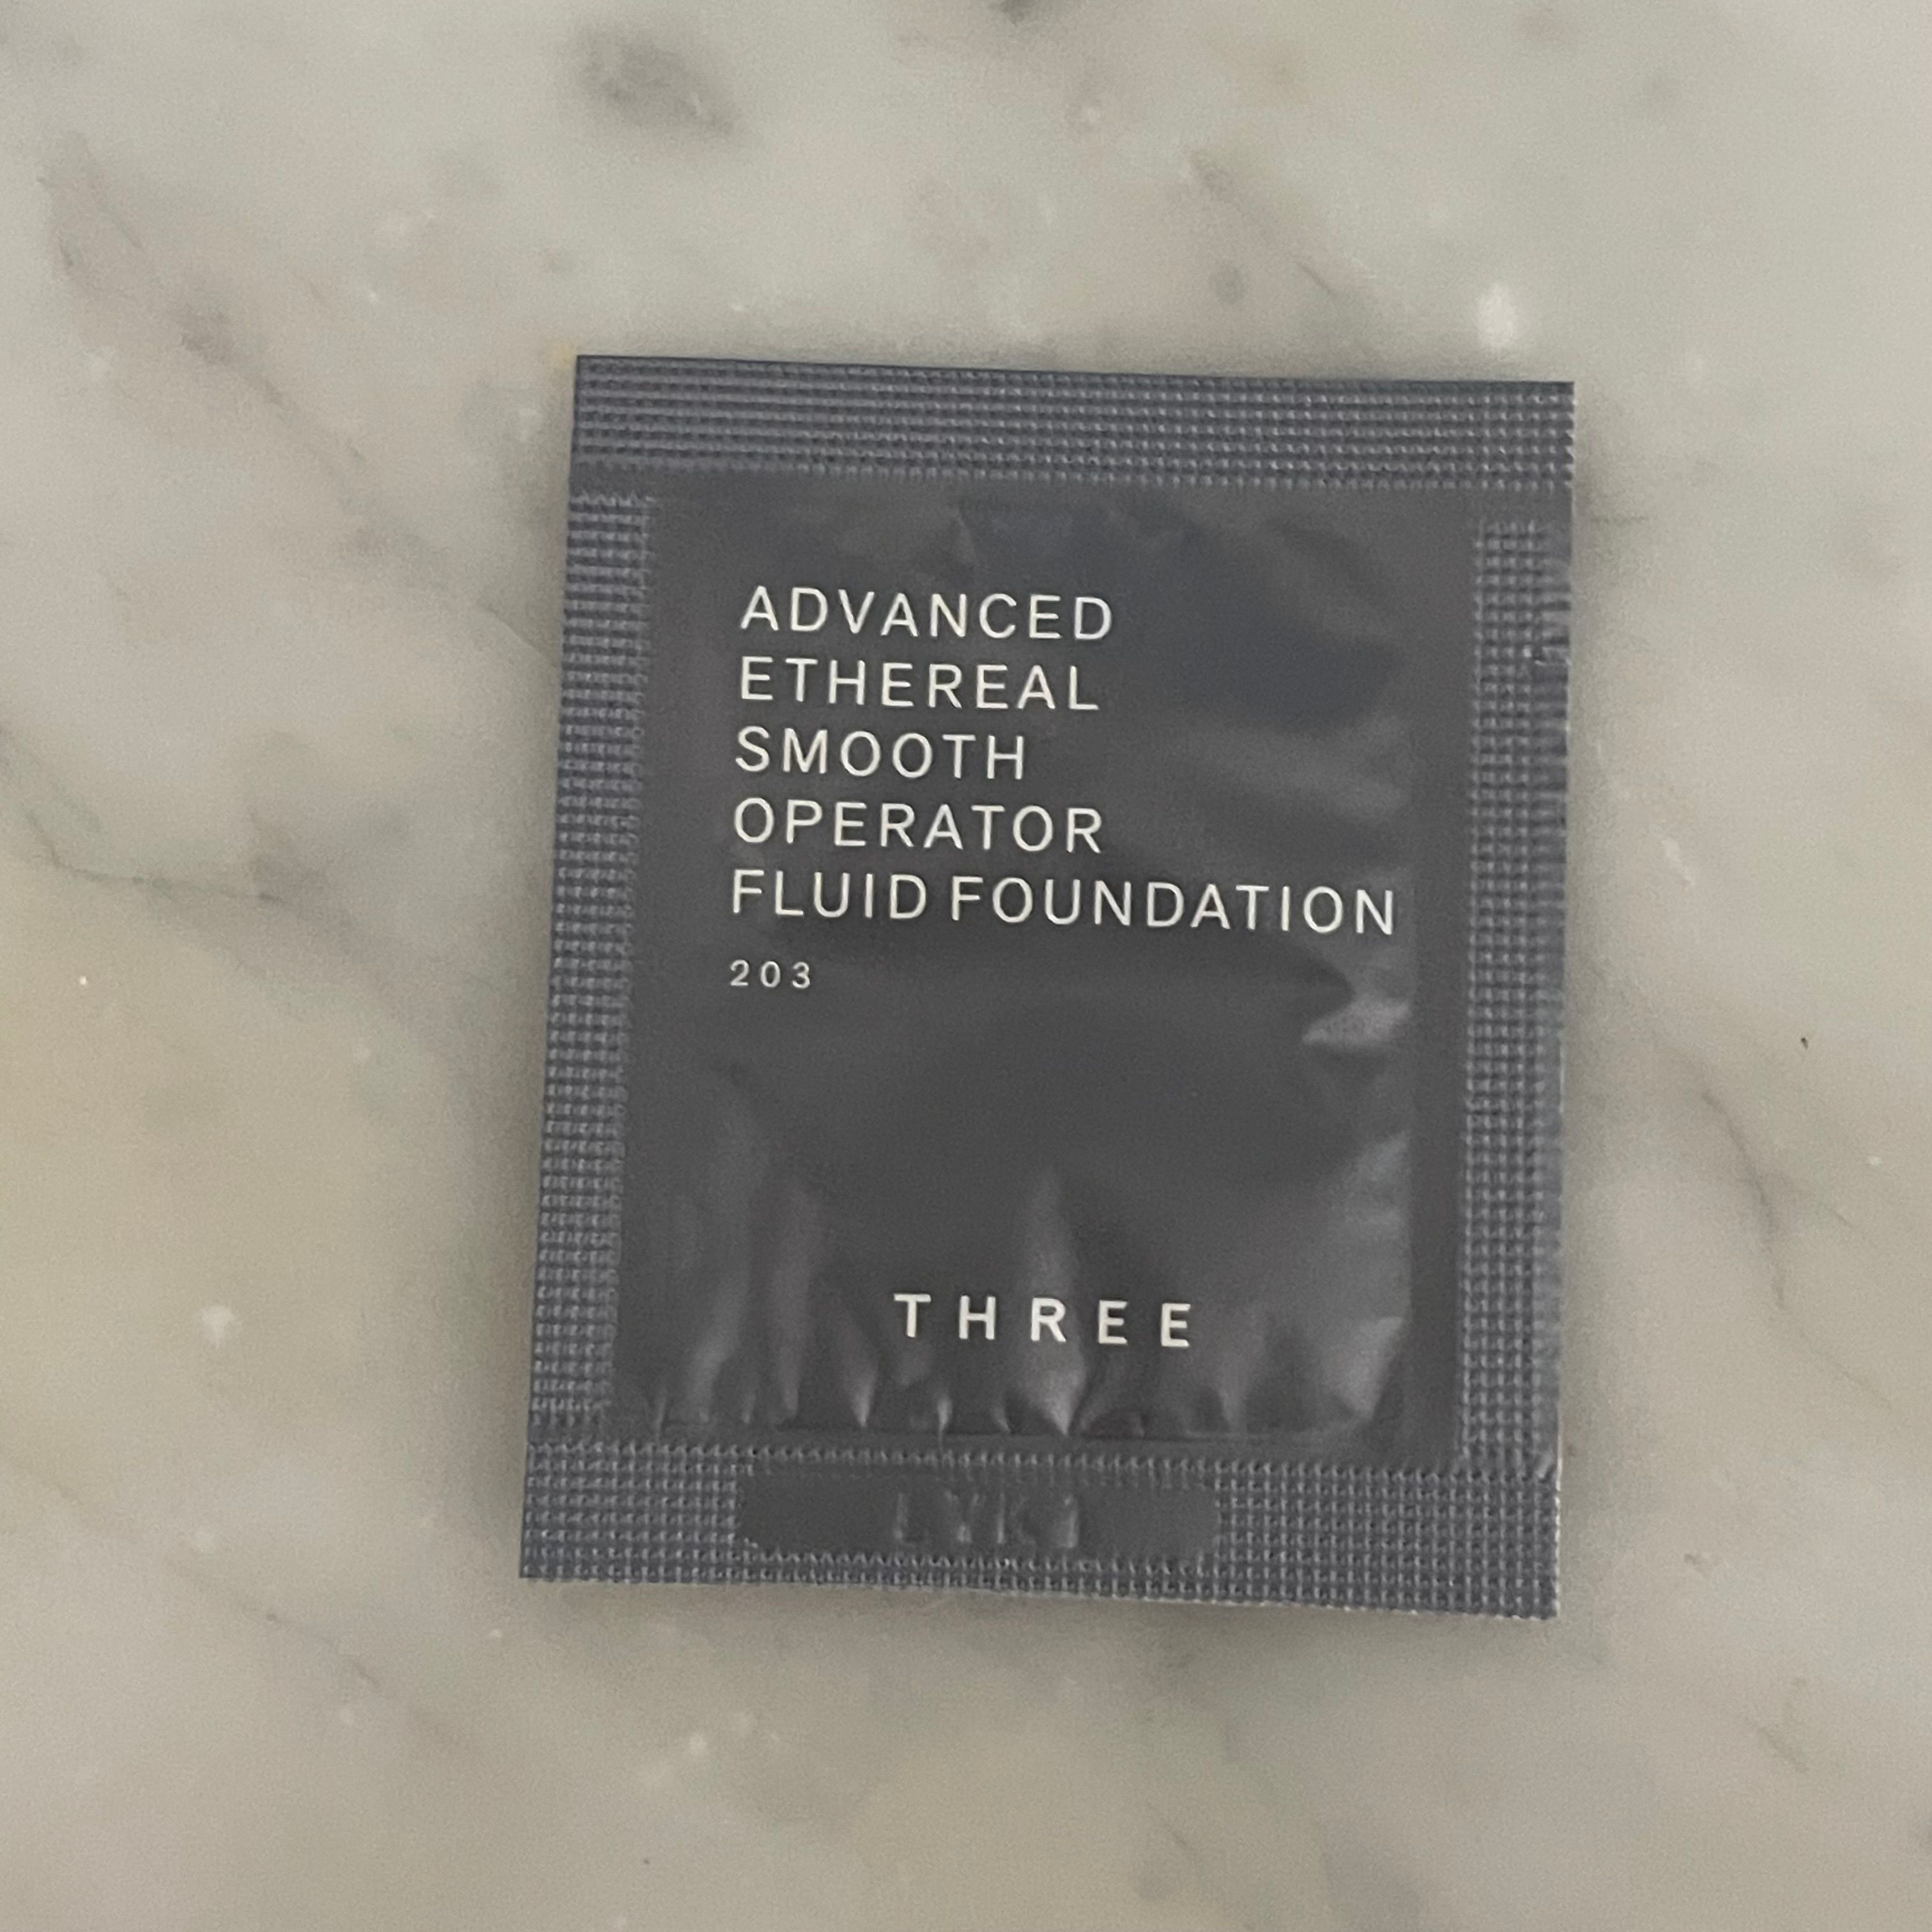 ADVANCED
ETHEREAL
SMOOTH
OPERATOR
FLUID FOUNDATION
203
THREE